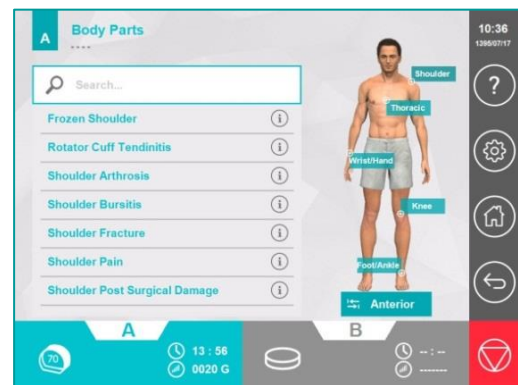 A
Body Parts
10:36
1395/07/17
Search...
Shoulder
Thoracic
Wrist/Hand
Knee
Foot/Ankle
Frozen Shoulder
Rotator Cuff Tendinitis
Shoulder Arthrosis
Shoulder Bursitis
Shoulder Fracture
Shoulder Pain
Shoulder Post Surgical Damage
Anterior
A
B
70
13 : 56
0020 G
-- : --
-------